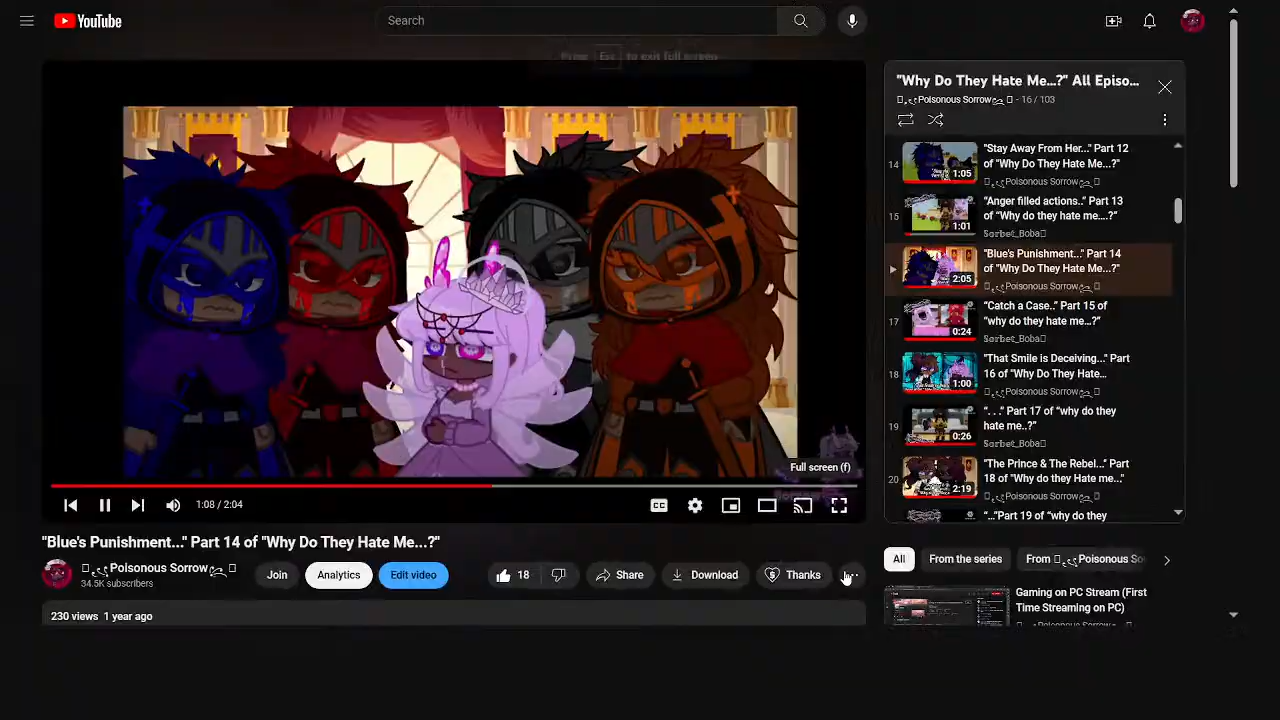 YouTube
Search
Press Esc to exit full screen
Full screen (f)
1:08 / 2:04
CC
"Blue's Punishment..." Part 14 of "Why Do They Hate Me...?"
Poisonous Sorrow
34.5K subscribers
Join
Analytics
Edit video
18
Share
Download
Thanks
230 views 1 year ago
"Why Do They Hate Me...?" All Episo...
Poisonous Sorrow - 16 / 103
14
1:05
"Stay Away From Her..." Part 12
of "Why Do They Hate Me...?"
Poisonous Sorrow
15
1:01
"Anger filled actions.." Part 13
of "Why do they hate me....?"
Sorbet_Boba
2:05
"Blue's Punishment..." Part 14
of "Why Do They Hate Me...?"
Poisonous Sorrow
17
0:24
"Catch a Case.." Part 15 of
"why do they hate me...?"
Sorbet_Boba
18
1:00
"That Smile is Deceiving..." Part
16 of "Why Do They Hate...
Poisonous Sorrow
19
0:26
". . ." Part 17 of "why do they
hate me..?"
Sorbet_Boba
20
2:19
"The Prince & The Rebel..." Part
18 of "Why do they Hate me...
Poisonous Sorrow
"..."Part 19 of "why do they
All
From the series
From Poisonous Sor
Gaming on PC Stream (First
Time Streaming on PC)